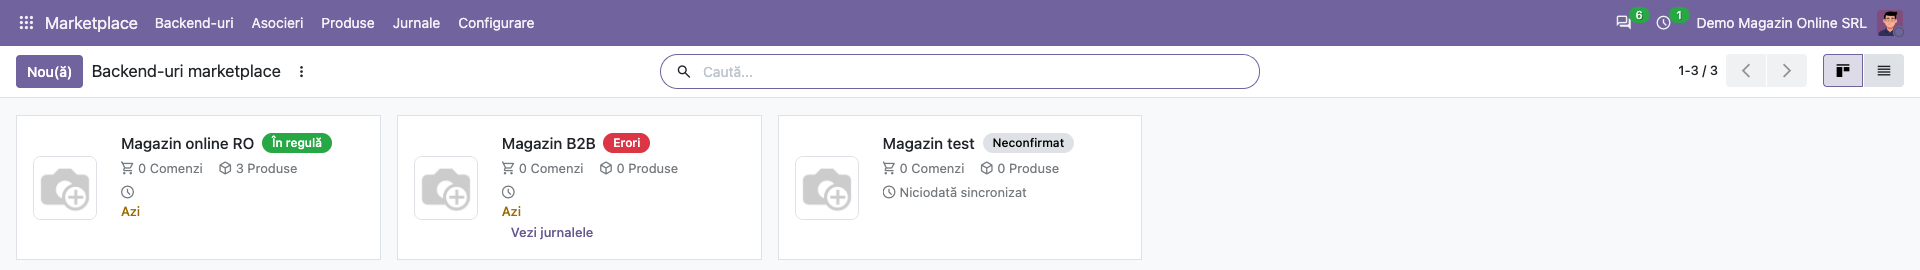 Marketplace Backend-uri Asocieri Produse Jurnale Configurare 6 1 Demo Magazin Online SRL
Nou(ă) Backend-uri marketplace Caută... 1-3 / 3
Magazin online RO În regulă
0 Comenzi 3 Produse
Azi
Magazin B2B Erori
0 Comenzi 0 Produse
Azi
Vezi jurnalele
Magazin test Neconfirmat
0 Comenzi 0 Produse
Niciodată sincronizat